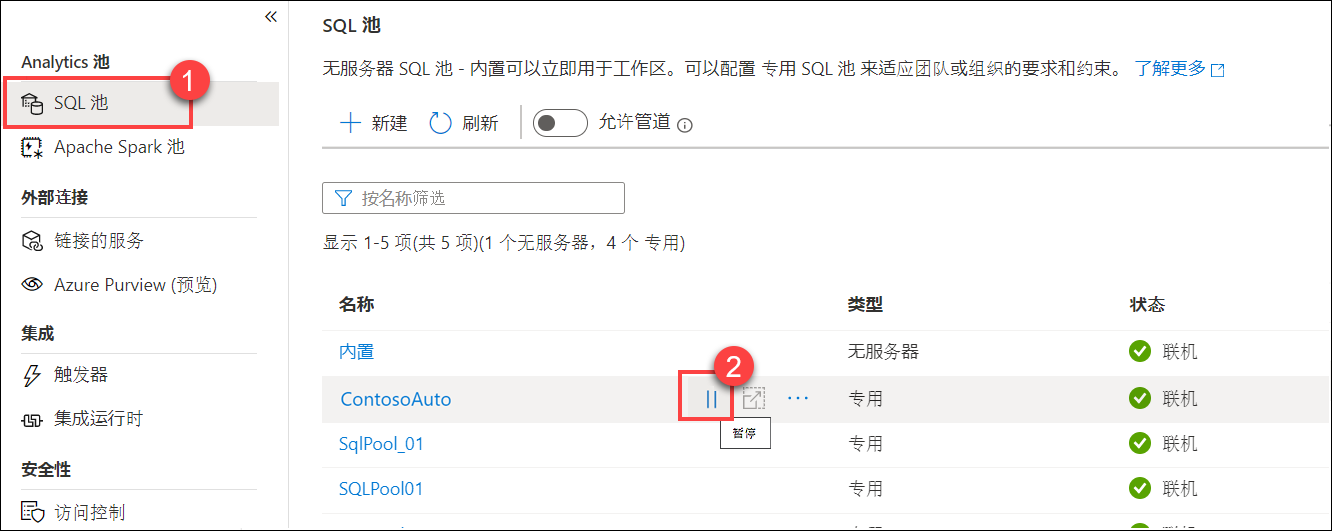 «
SQL 池
Analytics 池
1
无服务器 SQL 池 - 内置可以立即用于工作区。可以配置 专用 SQL 池 来适应团队或组织的要求和约束。 了解更多
SQL 池
新建 刷新 允许管道
Apache Spark 池
外部连接
按名称筛选
链接的服务
显示 1-5 项(共 5 项)(1 个无服务器，4 个 专用)
Azure Purview (预览)
名称 类型 状态
集成
内置 无服务器 联机
2
触发器
ContosoAuto ··· 专用 联机
集成运行时
暂停
SqlPool_01 专用 联机
安全性
SQLPool01 专用 联机
访问控制